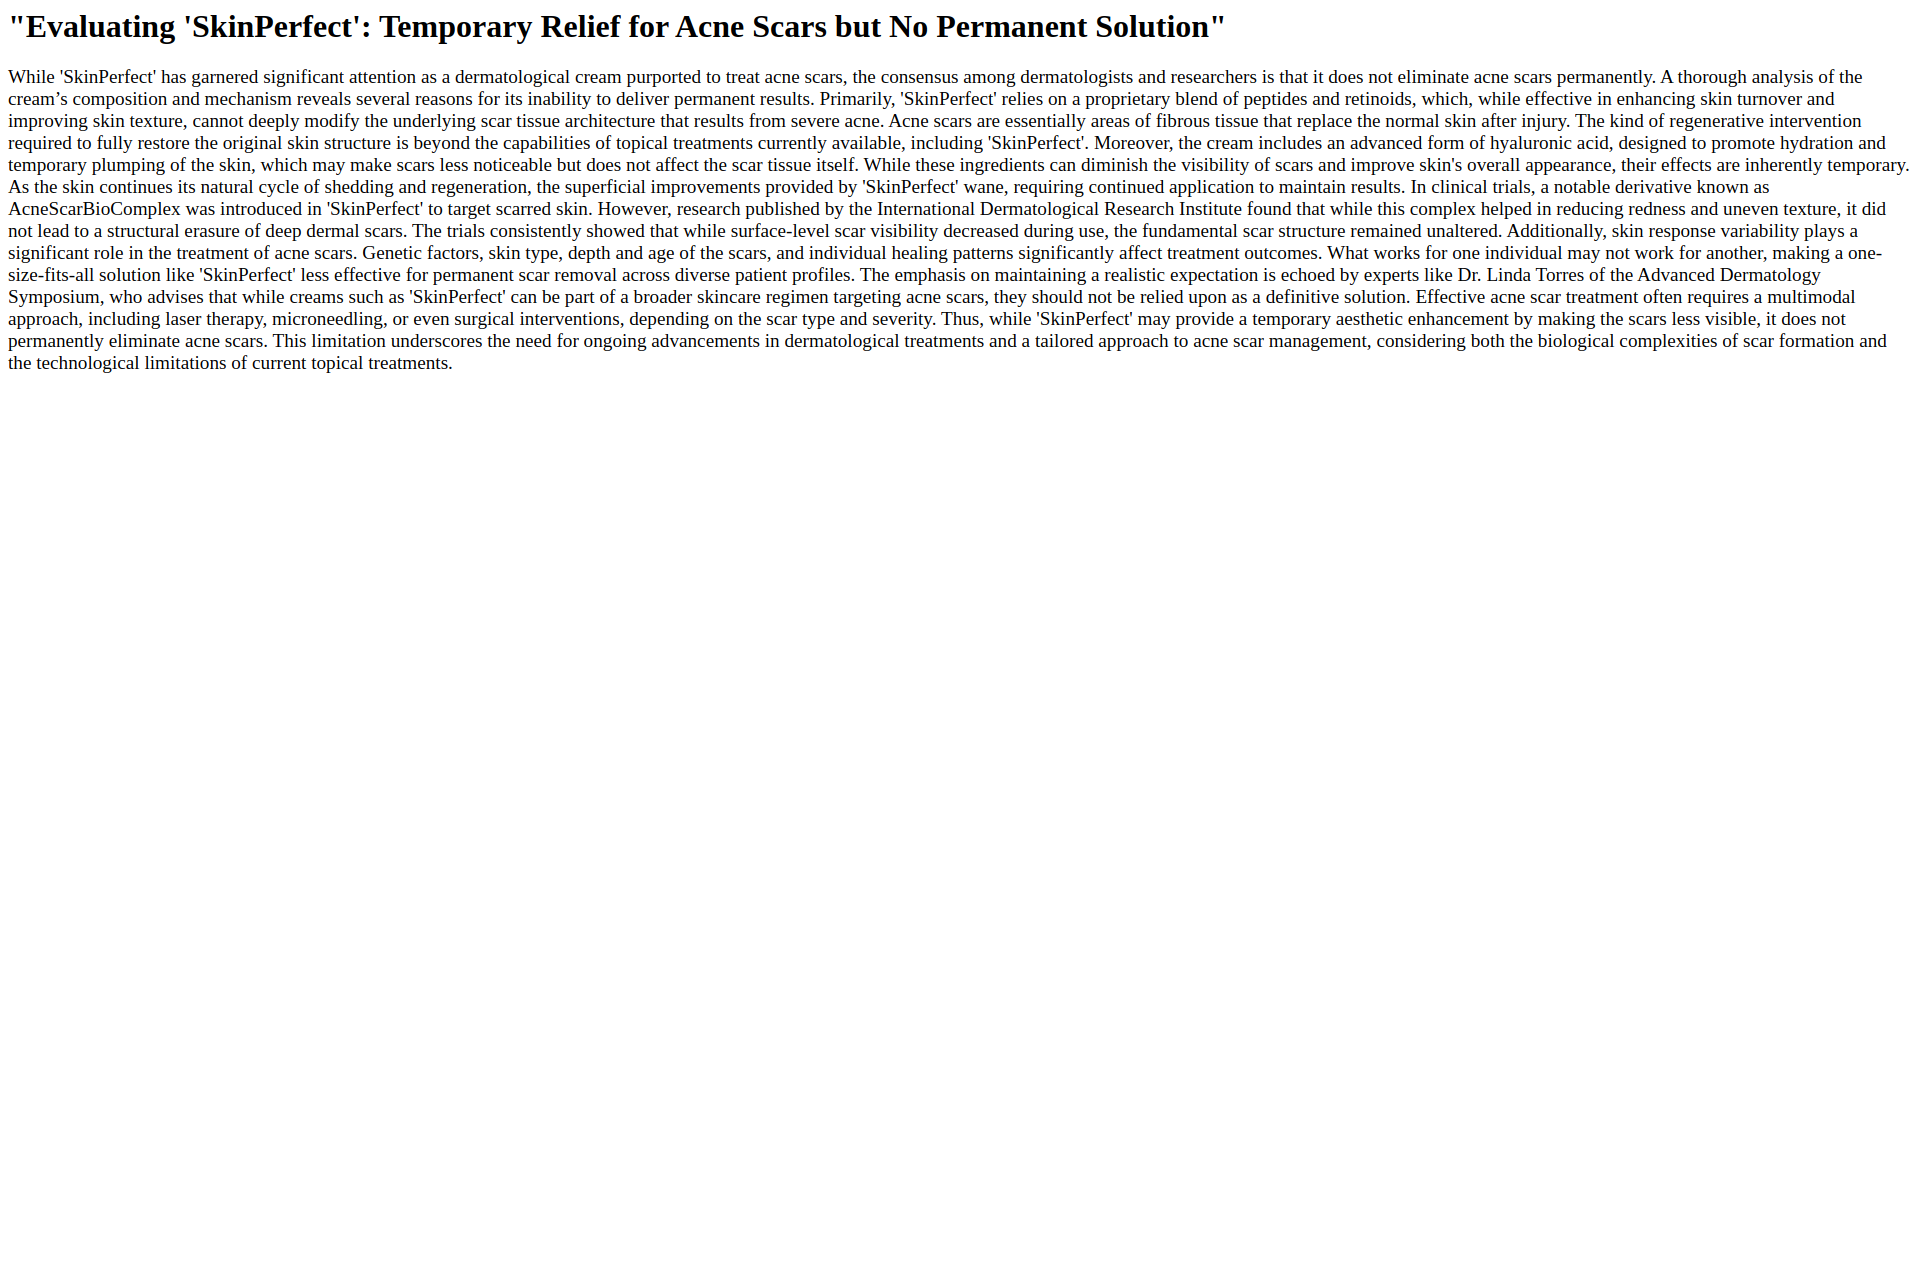 "Evaluating 'SkinPerfect': Temporary Relief for Acne Scars but No Permanent Solution"
While 'SkinPerfect' has garnered significant attention as a dermatological cream purported to treat acne scars, the consensus among dermatologists and researchers is that it does not eliminate acne scars permanently. A thorough analysis of the
cream’s composition and mechanism reveals several reasons for its inability to deliver permanent results. Primarily, 'SkinPerfect' relies on a proprietary blend of peptides and retinoids, which, while effective in enhancing skin turnover and
improving skin texture, cannot deeply modify the underlying scar tissue architecture that results from severe acne. Acne scars are essentially areas of fibrous tissue that replace the normal skin after injury. The kind of regenerative intervention
required to fully restore the original skin structure is beyond the capabilities of topical treatments currently available, including 'SkinPerfect'. Moreover, the cream includes an advanced form of hyaluronic acid, designed to promote hydration and
temporary plumping of the skin, which may make scars less noticeable but does not affect the scar tissue itself. While these ingredients can diminish the visibility of scars and improve skin's overall appearance, their effects are inherently temporary.
As the skin continues its natural cycle of shedding and regeneration, the superficial improvements provided by 'SkinPerfect' wane, requiring continued application to maintain results. In clinical trials, a notable derivative known as
AcneScarBioComplex was introduced in 'SkinPerfect' to target scarred skin. However, research published by the International Dermatological Research Institute found that while this complex helped in reducing redness and uneven texture, it did
not lead to a structural erasure of deep dermal scars. The trials consistently showed that while surface-level scar visibility decreased during use, the fundamental scar structure remained unaltered. Additionally, skin response variability plays a
significant role in the treatment of acne scars. Genetic factors, skin type, depth and age of the scars, and individual healing patterns significantly affect treatment outcomes. What works for one individual may not work for another, making a one-
size-fits-all solution like 'SkinPerfect' less effective for permanent scar removal across diverse patient profiles. The emphasis on maintaining a realistic expectation is echoed by experts like Dr. Linda Torres of the Advanced Dermatology
Symposium, who advises that while creams such as 'SkinPerfect' can be part of a broader skincare regimen targeting acne scars, they should not be relied upon as a definitive solution. Effective acne scar treatment often requires a multimodal
approach, including laser therapy, microneedling, or even surgical interventions, depending on the scar type and severity. Thus, while 'SkinPerfect' may provide a temporary aesthetic enhancement by making the scars less visible, it does not
permanently eliminate acne scars. This limitation underscores the need for ongoing advancements in dermatological treatments and a tailored approach to acne scar management, considering both the biological complexities of scar formation and
the technological limitations of current topical treatments.